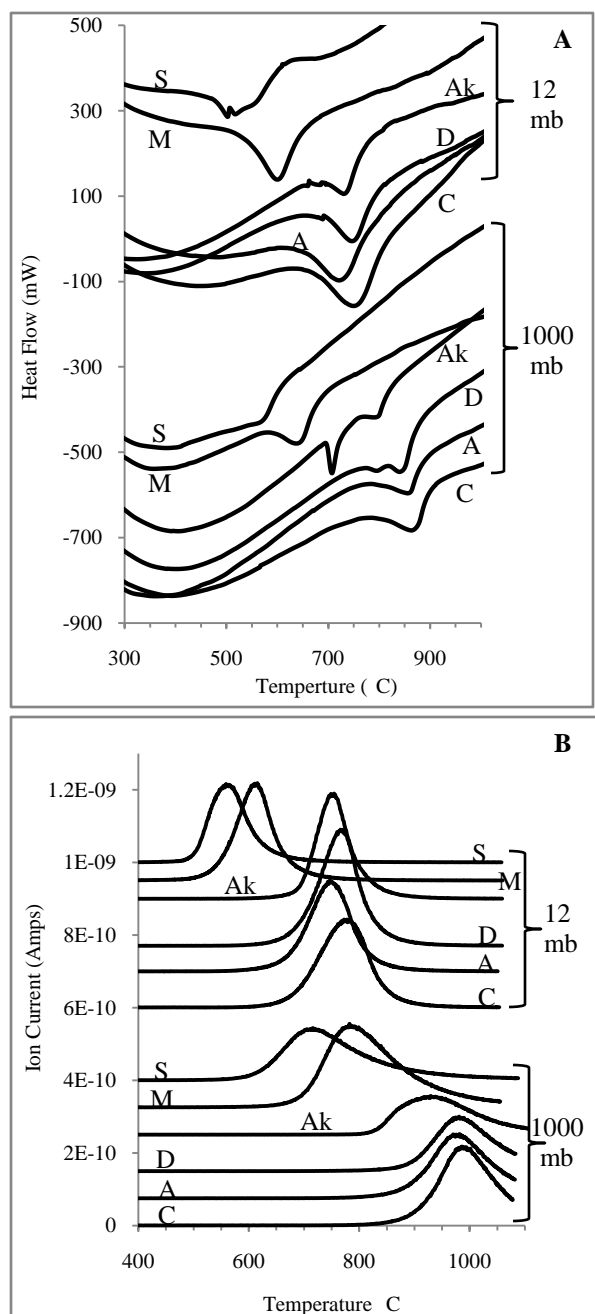 A
500
300
100
-100
-300
-500
-700
-900
Heat Flow (mW)
S
M
Ak
D
A
C
12
mb
S
M
Ak
D
A
C
1000
mb
300
500
700
900
Temperture ( C)
B
1.2E-09
1E-09
8E-10
6E-10
4E-10
2E-10
0
Ion Current (Amps)
S
M
Ak
D
A
C
12
mb
S
M
Ak
D
A
C
1000
mb
400
600
800
1000
Temperature C